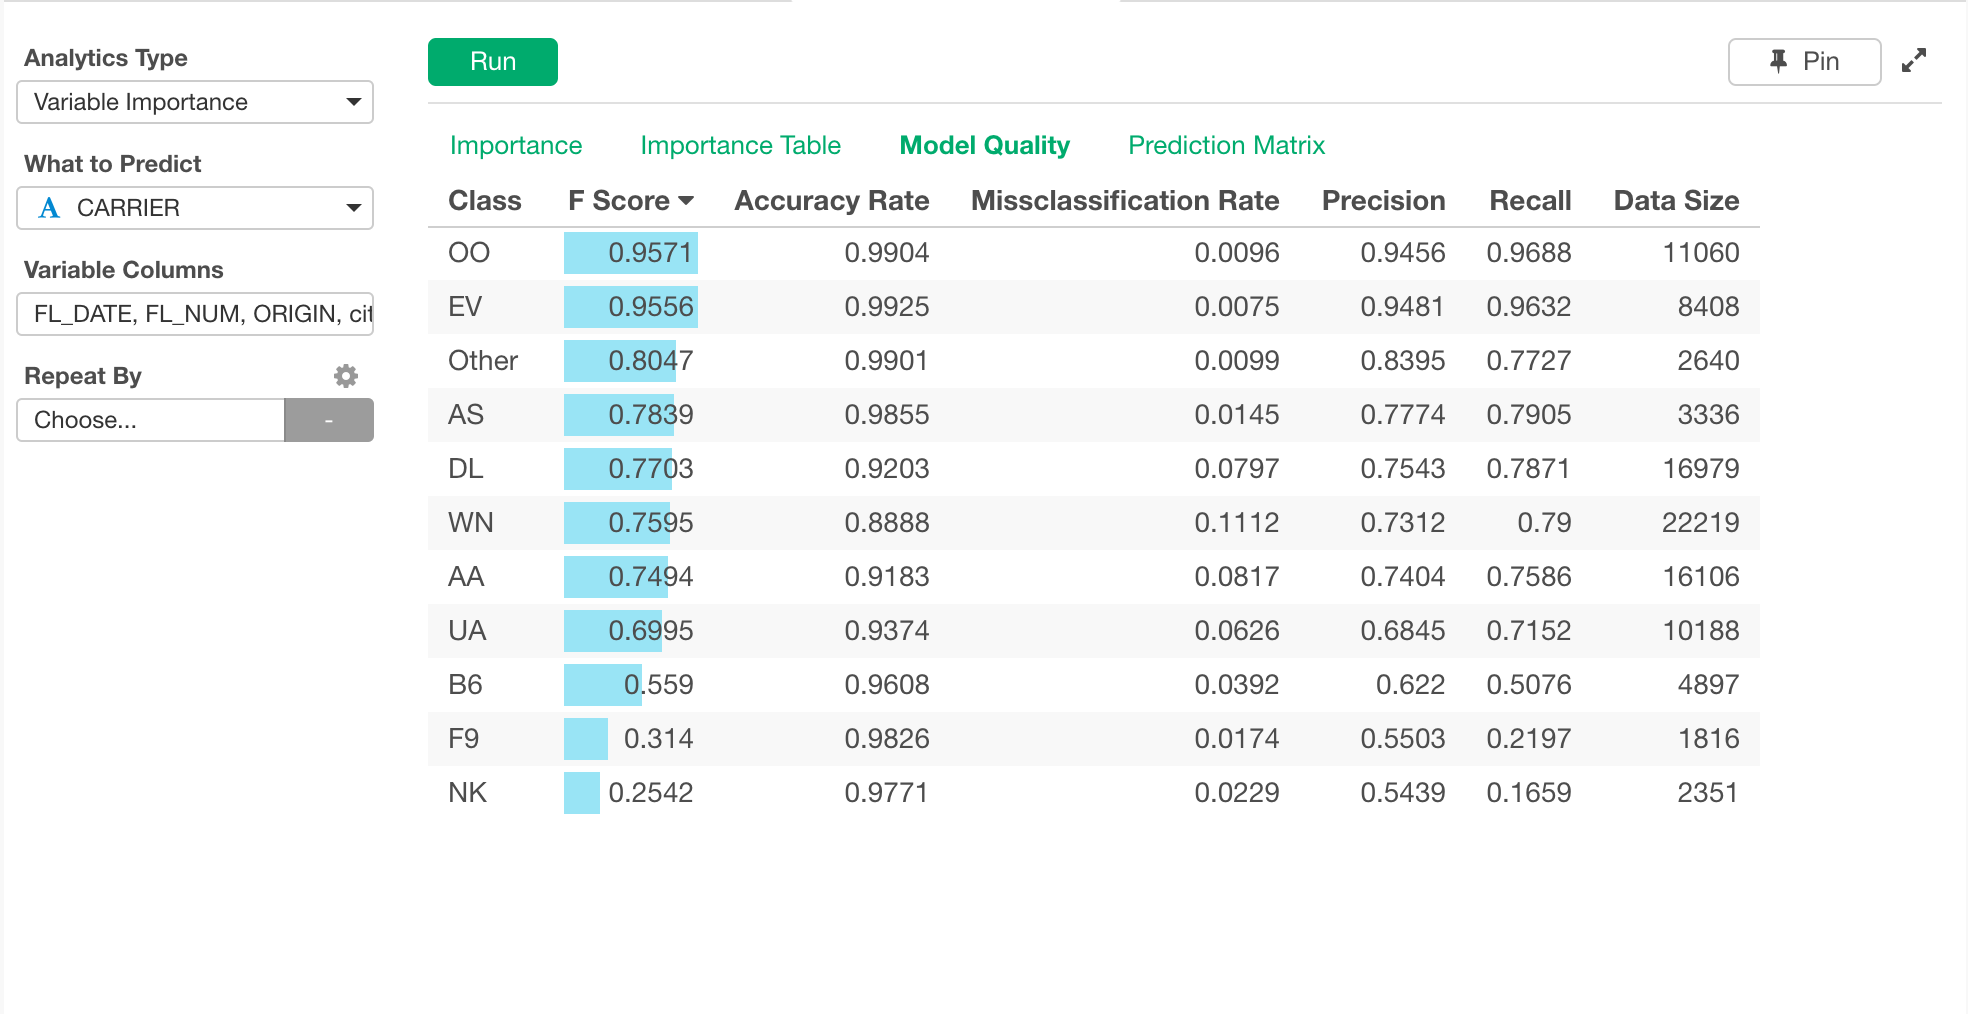 Analytics Type
Variable Importance
What to Predict
A CARRIER
Variable Columns
FL_DATE, FL_NUM, ORIGIN, cit
Repeat By
Choose... -
Run Pin
Importance Importance Table Model Quality Prediction Matrix
Class F Score Accuracy Rate Missclassification Rate Precision Recall Data Size
OO 0.9571 0.9904 0.0096 0.9456 0.9688 11060
EV 0.9556 0.9925 0.0075 0.9481 0.9632 8408
Other 0.8047 0.9901 0.0099 0.8395 0.7727 2640
AS 0.7839 0.9855 0.0145 0.7774 0.7905 3336
DL 0.7703 0.9203 0.0797 0.7543 0.7871 16979
WN 0.7595 0.8888 0.1112 0.7312 0.79 22219
AA 0.7494 0.9183 0.0817 0.7404 0.7586 16106
UA 0.6995 0.9374 0.0626 0.6845 0.7152 10188
B6 0.559 0.9608 0.0392 0.622 0.5076 4897
F9 0.314 0.9826 0.0174 0.5503 0.2197 1816
NK 0.2542 0.9771 0.0229 0.5439 0.1659 2351